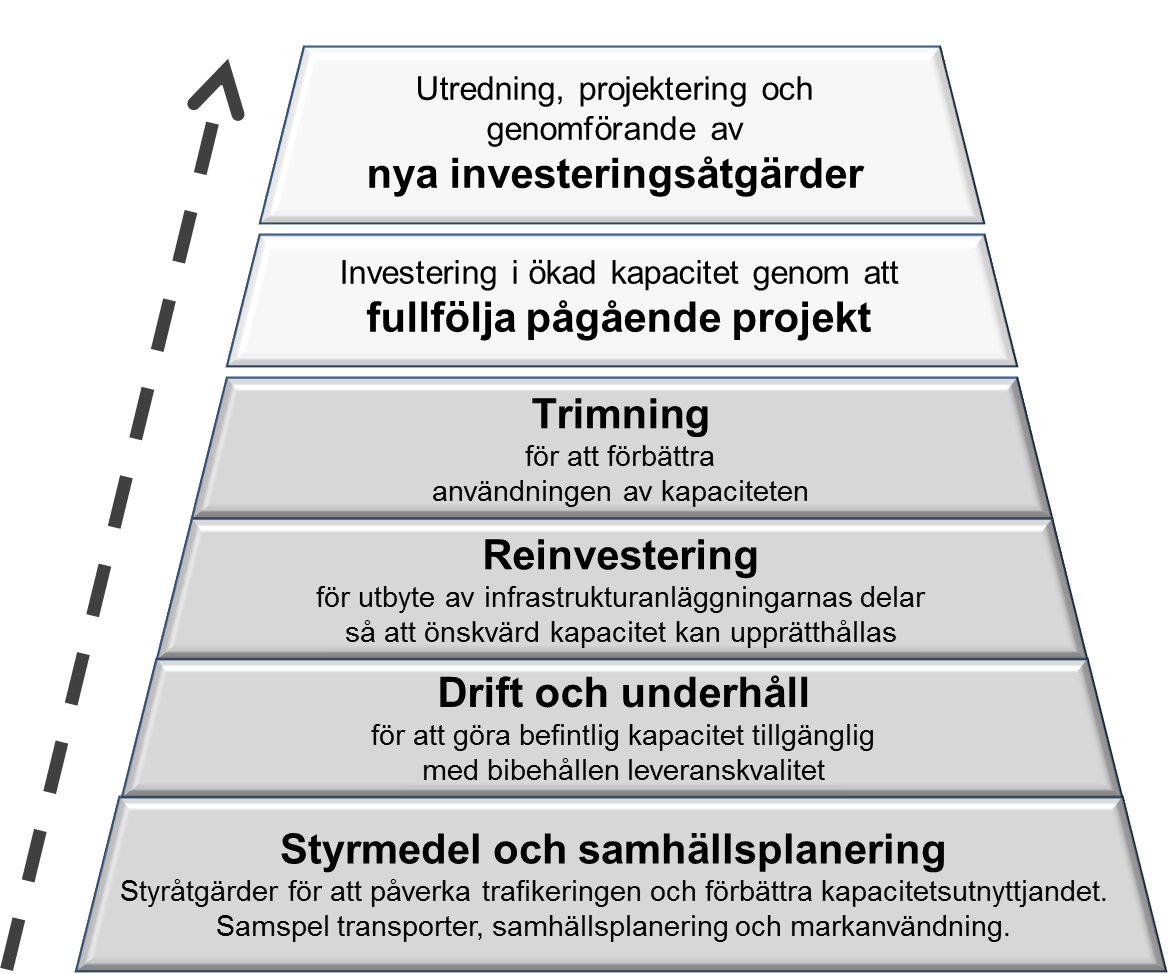 Utredning, projektering och
genomförande av
nya investeringsåtgärder
Investering i ökad kapacitet genom att
fullfölja pågående projekt
Trimning
för att förbättra
användningen av kapaciteten
Reinvestering
för utbyte av infrastrukturanläggningarnas delar
så att önskvärd kapacitet kan upprätthållas
Drift och underhåll
för att göra befintlig kapacitet tillgänglig
med bibehållen leveranskvalitet
Styrmedel och samhällsplanering
Styråtgärder för att påverka trafikeringen och förbättra kapacitetsutnyttjandet.
Samspel transporter, samhällsplanering och markanvändning.